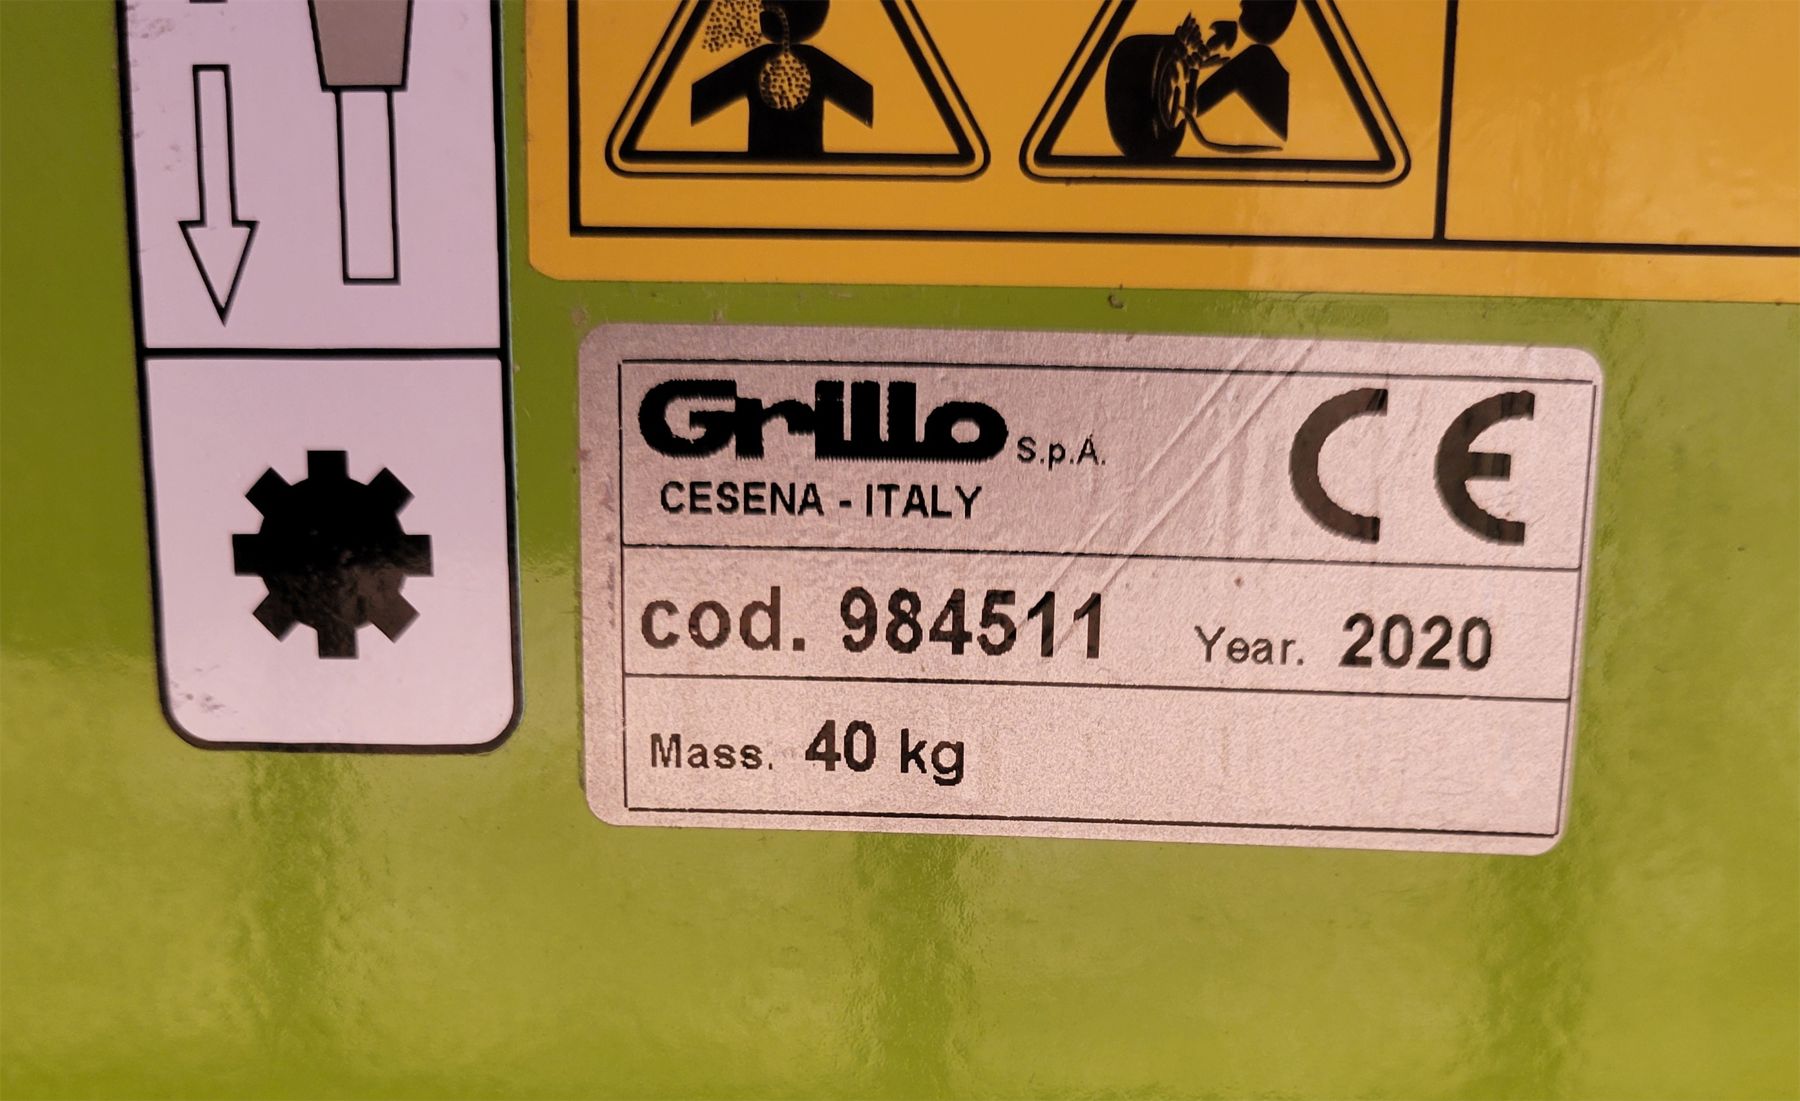 Grillo S.p.A.
CESENA - ITALY
CE
cod. 984511 Year. 2020
Mass. 40 kg